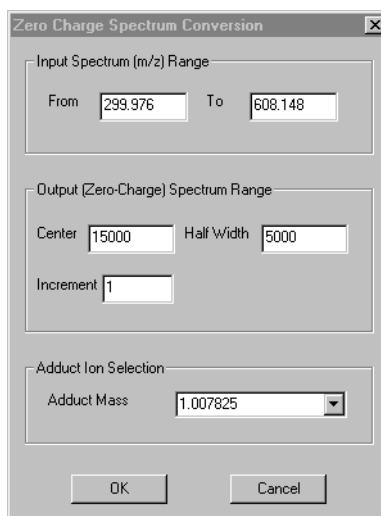 Zero Charge Spectrum Conversion
Input Spectrum (m/z) Range
From 299.976 To 608.148
Output (Zero-Charge) Spectrum Range
Center 15000 Half Width 5000
Increment 1
Adduct Ion Selection
Adduct Mass 1.007825
OK Cancel